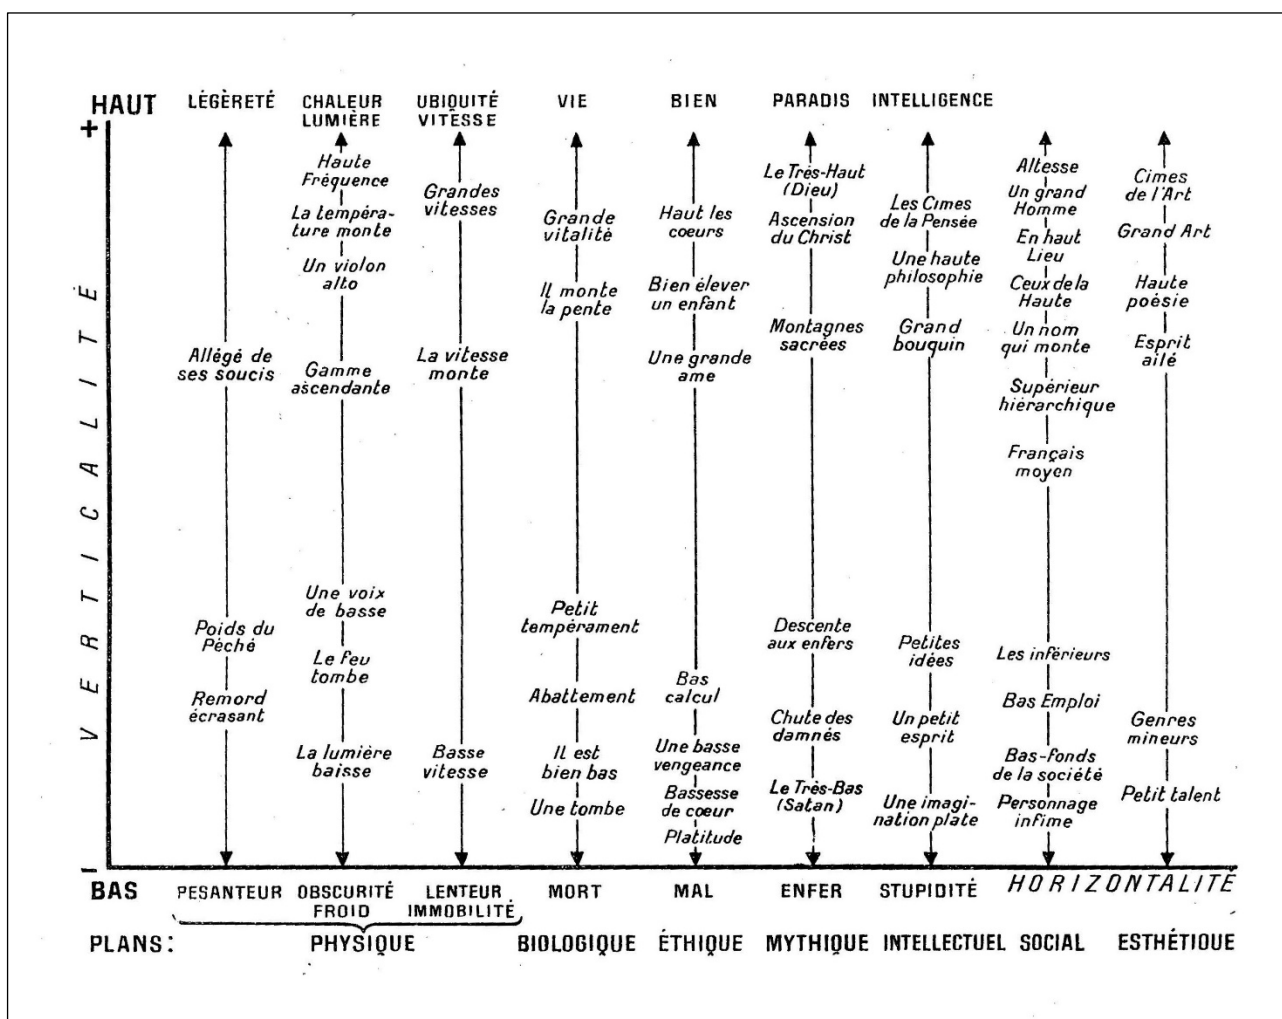 HAUT
+
VERTICALITÉ
LÉGÈRETÉ
Allégé de
ses soucis
Poids du
Péché
Remord
écrasant
PESANTEUR
CHALEUR
LUMIÈRE
Haute
Fréquence
La tempéra-
ture monte
Un violon
alto
Gamme
ascendante
Une voix
de basse
Le feu
tombe
La lumière
baisse
OBSCURITÉ
FROID
UBIQUITÉ
VITESSE
Grandes
vitesses
La vitesse
monte
Basse
vitesse
LENTEUR
IMMOBILITÉ
VIE
Grande
vitalité
Il monte
la pente
Petit
tempérament
Abattement
Il est
bien bas
Une tombe
MORT
BIEN
Haut les
cœurs
Bien élever
un enfant
Une grande
ame
Bas
calcul
Une basse
vengeance
Bassesse
de cœur
Platitude
MAL
PARADIS
Le Très-Haut
(Dieu)
Ascension
du Christ
Montagnes
sacrées
Descente
aux enfers
Chute des
damnés
Le Très-Bas
(Satan)
ENFER
INTELLIGENCE
Les Cimes
de la Pensée
Une haute
philosophie
Grand
bouquin
Petites
idées
Un petit
esprit
Une imagi-
nation plate
STUPIDITÉ
Altesse
Un grand
Homme
En haut
Lieu
Ceux de la
Haute
Un nom
qui monte
Supérieur
hiérarchique
Français
moyen
Les inférieurs
Bas Emploi
Bas-fonds
de la société
Personnage
infime
Cimes
de l'Art
Grand Art
Haute
poésie
Esprit
ailé
Genres
mineurs
Petit talent
HORIZONTALITÉ
-
BAS
PLANS:
PHYSIQUE
BIOLOGIQUE
ÉTHIQUE
MYTHIQUE
INTELLECTUEL
SOCIAL
ESTHÉTIQUE